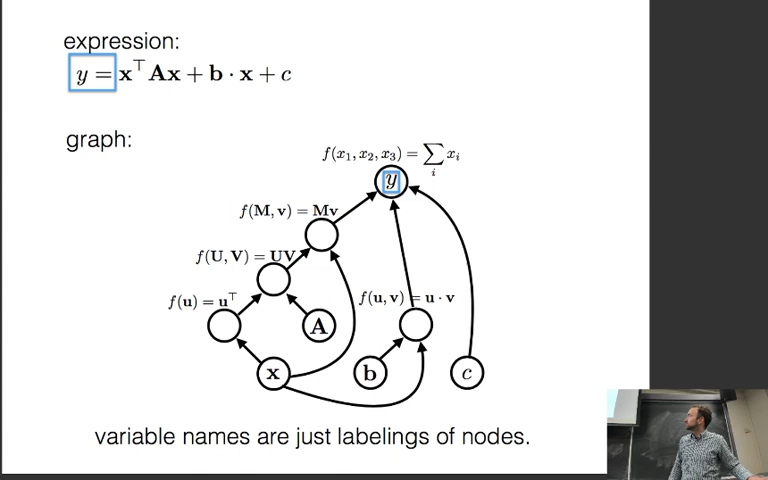 expression:
y = x⊤Ax + b · x + c
graph:
f(x₁, x₂, x₃) = ∑ᵢ xᵢ
y
f(M, v) = Mv
f(U, V) = UV
f(u) = u⊤
f(u, v) = u · v
A
x
b
c
variable names are just labelings of nodes.